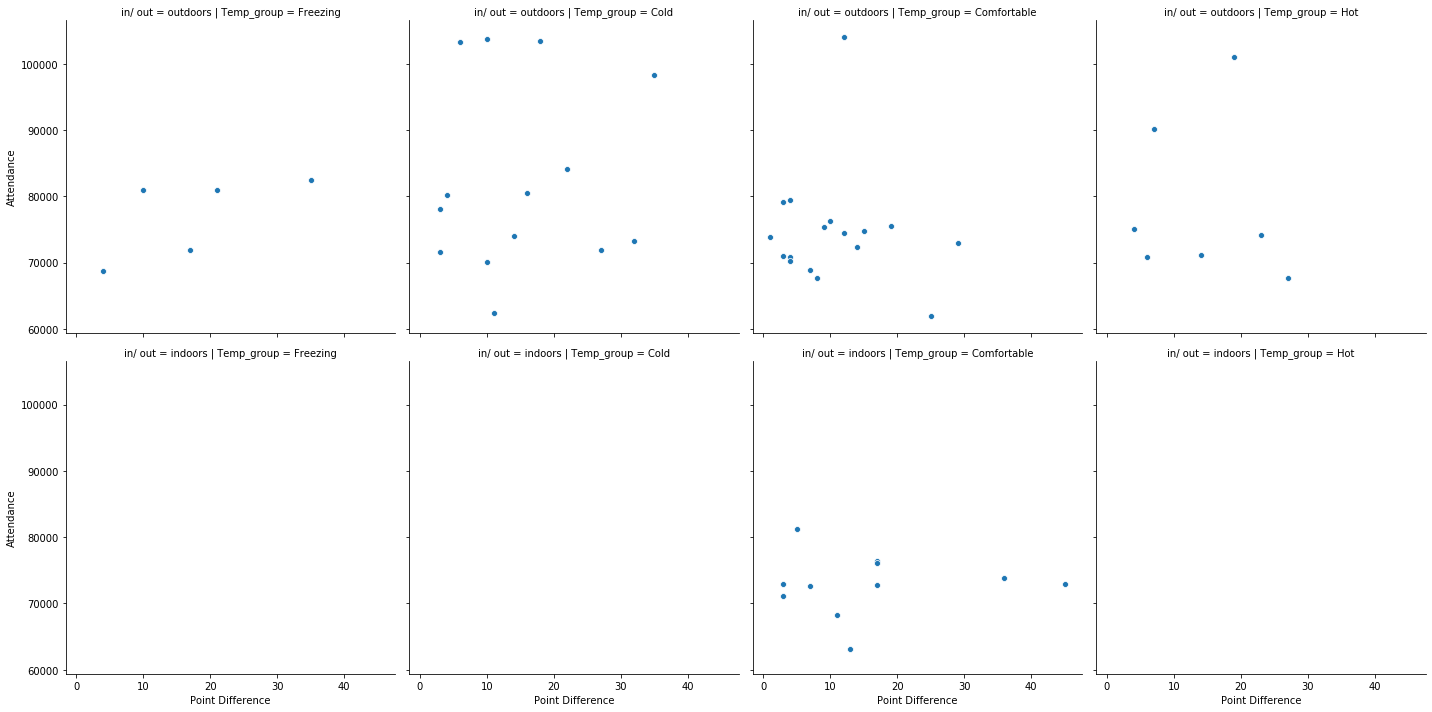 in/ out = outdoors | Temp_group = Freezing
in/ out = outdoors | Temp_group = Cold
in/ out = outdoors | Temp_group = Comfortable
in/ out = outdoors | Temp_group = Hot
100000
90000
80000
70000
60000
Attendance
in/ out = indoors | Temp_group = Freezing
in/ out = indoors | Temp_group = Cold
in/ out = indoors | Temp_group = Comfortable
in/ out = indoors | Temp_group = Hot
100000
90000
80000
70000
60000
Attendance
0 10 20 30 40
0 10 20 30 40
0 10 20 30 40
0 10 20 30 40
Point Difference
Point Difference
Point Difference
Point Difference